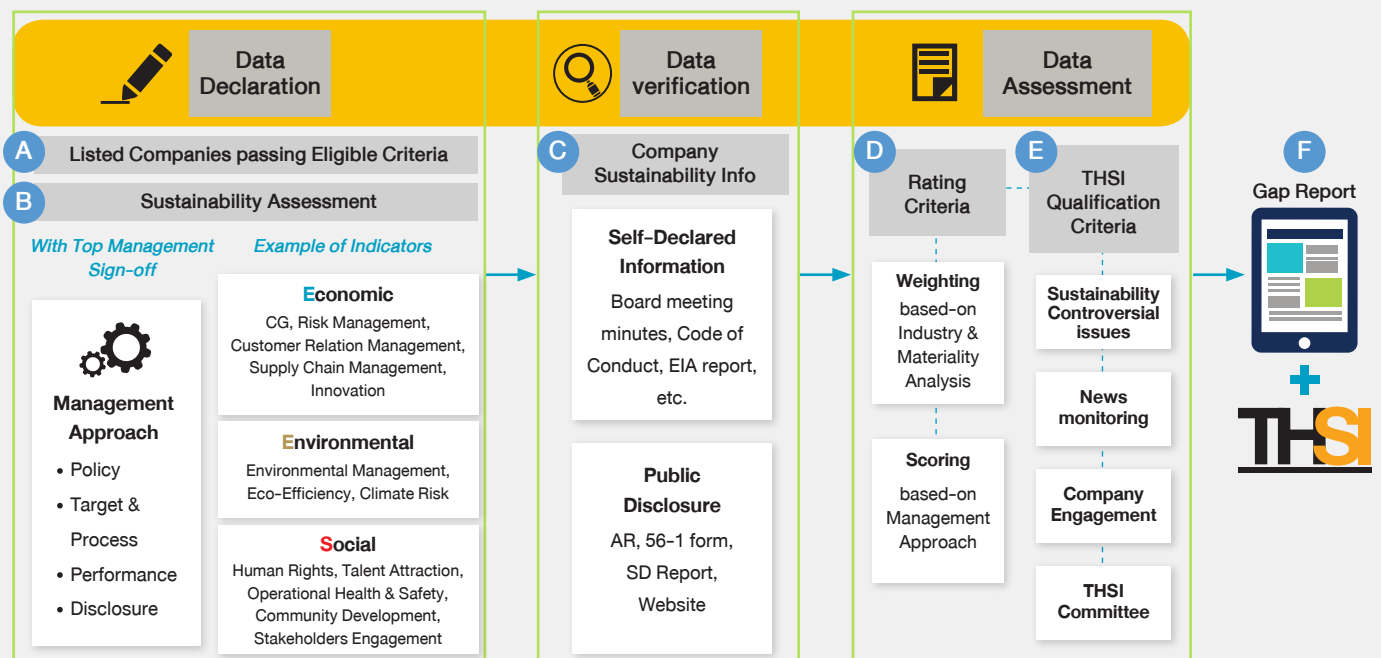 Data
Declaration
Data
verification
Data
Assessment
A
Listed Companies passing Eligible Criteria
B
Sustainability Assessment
With Top Management
Sign-off
Management
Approach
• Policy
• Target &
Process
• Performance
• Disclosure
Example of Indicators
Economic
CG, Risk Management,
Customer Relation Management,
Supply Chain Management,
Innovation
Environmental
Environmental Management,
Eco-Efficiency, Climate Risk
Social
Human Rights, Talent Attraction,
Operational Health & Safety,
Community Development,
Stakeholders Engagement
C
Company
Sustainability Info
Self-Declared
Information
Board meeting
minutes, Code of
Conduct, EIA report,
etc.
Public
Disclosure
AR, 56-1 form,
SD Report,
Website
D
Rating
Criteria
Weighting
based-on
Industry &
Materiality
Analysis
Scoring
based-on
Management
Approach
E
THSI
Qualification
Criteria
Sustainability
Controversial
issues
News
monitoring
Company
Engagement
THSI
Committee
F
Gap Report
+
THSI